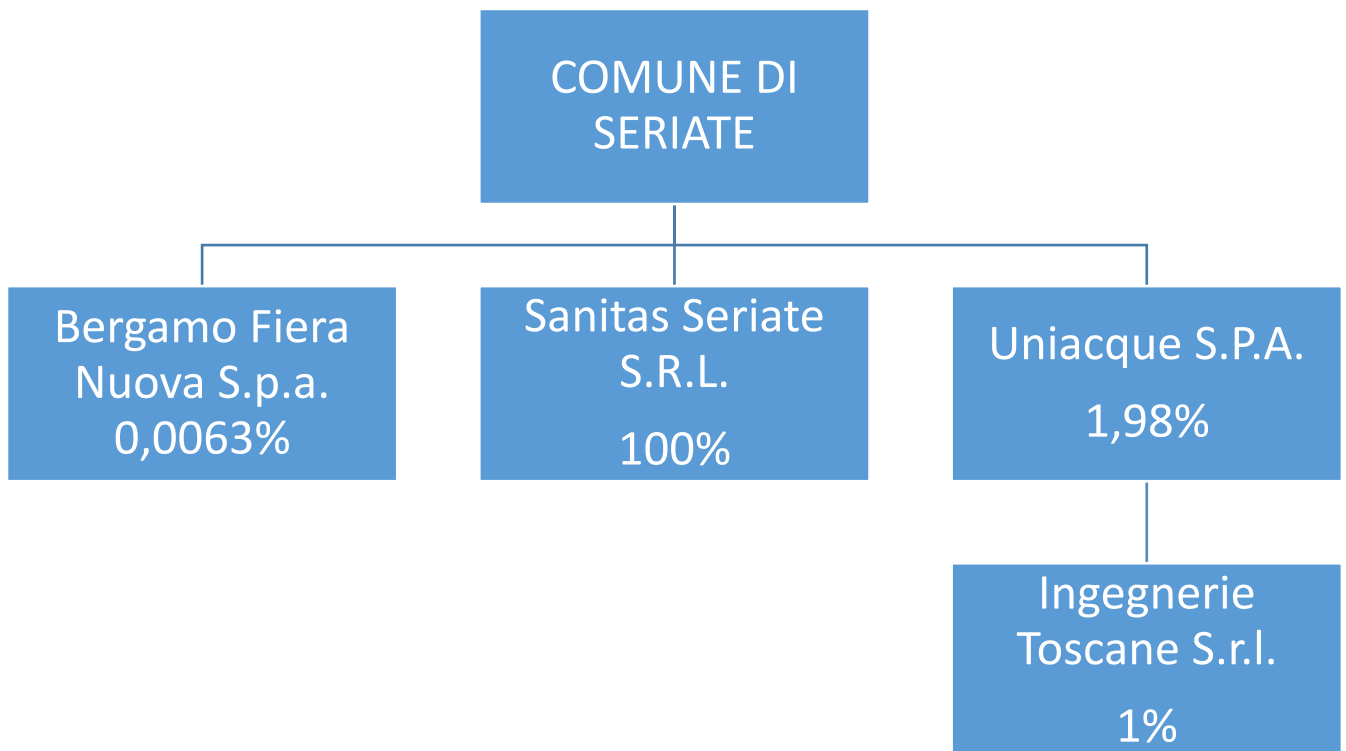 COMUNE DI
SERIATE
Bergamo Fiera
Nuova S.p.a.
0,0063%
Sanitas Seriate
S.R.L.
100%
Uniacque S.P.A.
1,98%
Ingegnerie
Toscane S.r.l.
1%